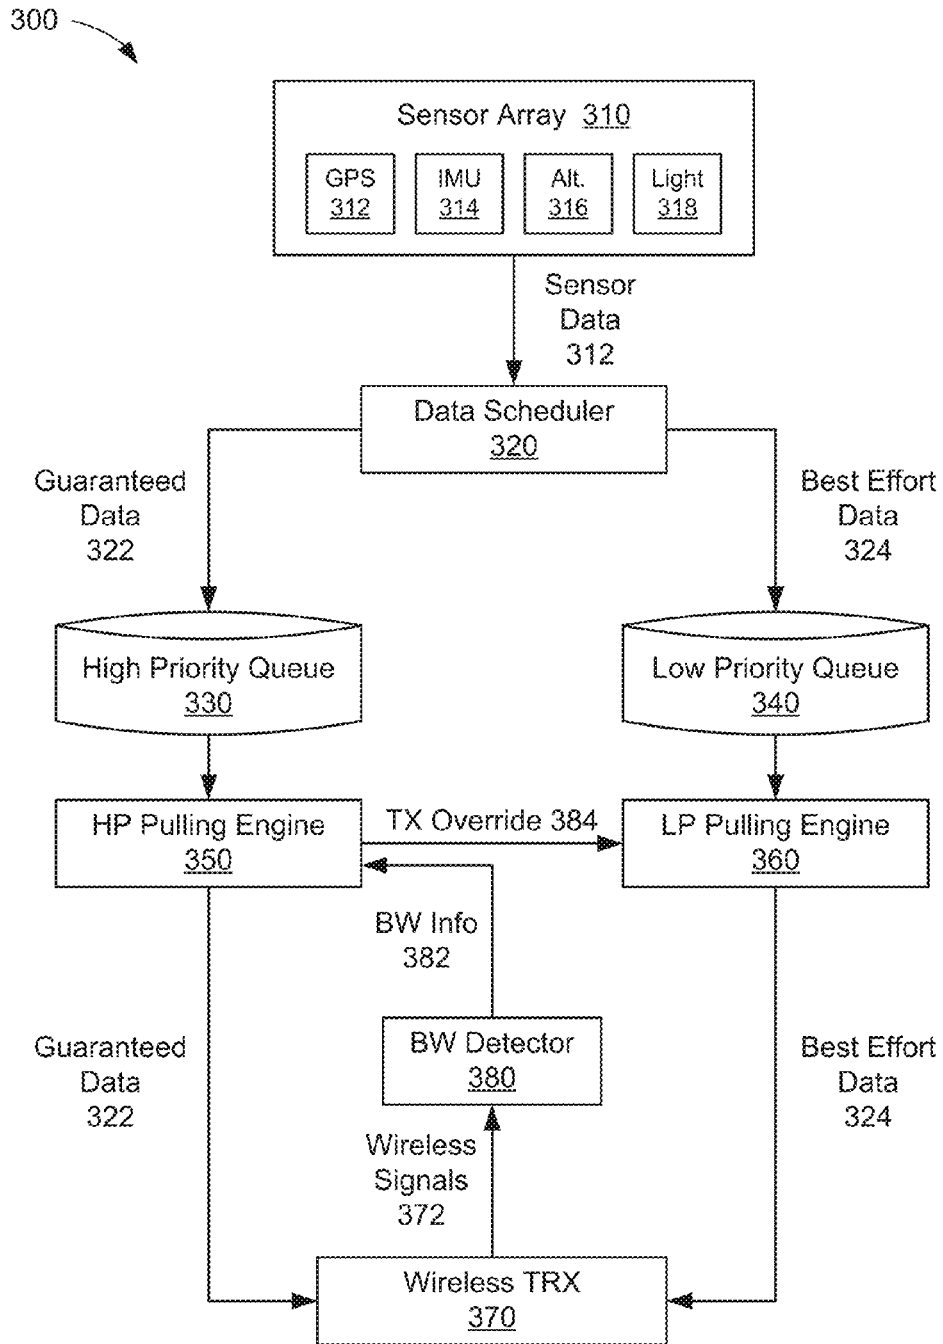 300
Sensor Array 310
GPS
312
IMU
314
Alt.
316
Light
318
Sensor
Data
312
Data Scheduler
320
Guaranteed
Data
322
Best Effort
Data
324
High Priority Queue
330
Low Priority Queue
340
HP Pulling Engine
350
TX Override 384
LP Pulling Engine
360
BW Info
382
Guaranteed
Data
322
BW Detector
380
Best Effort
Data
324
Wireless
Signals
372
Wireless TRX
370